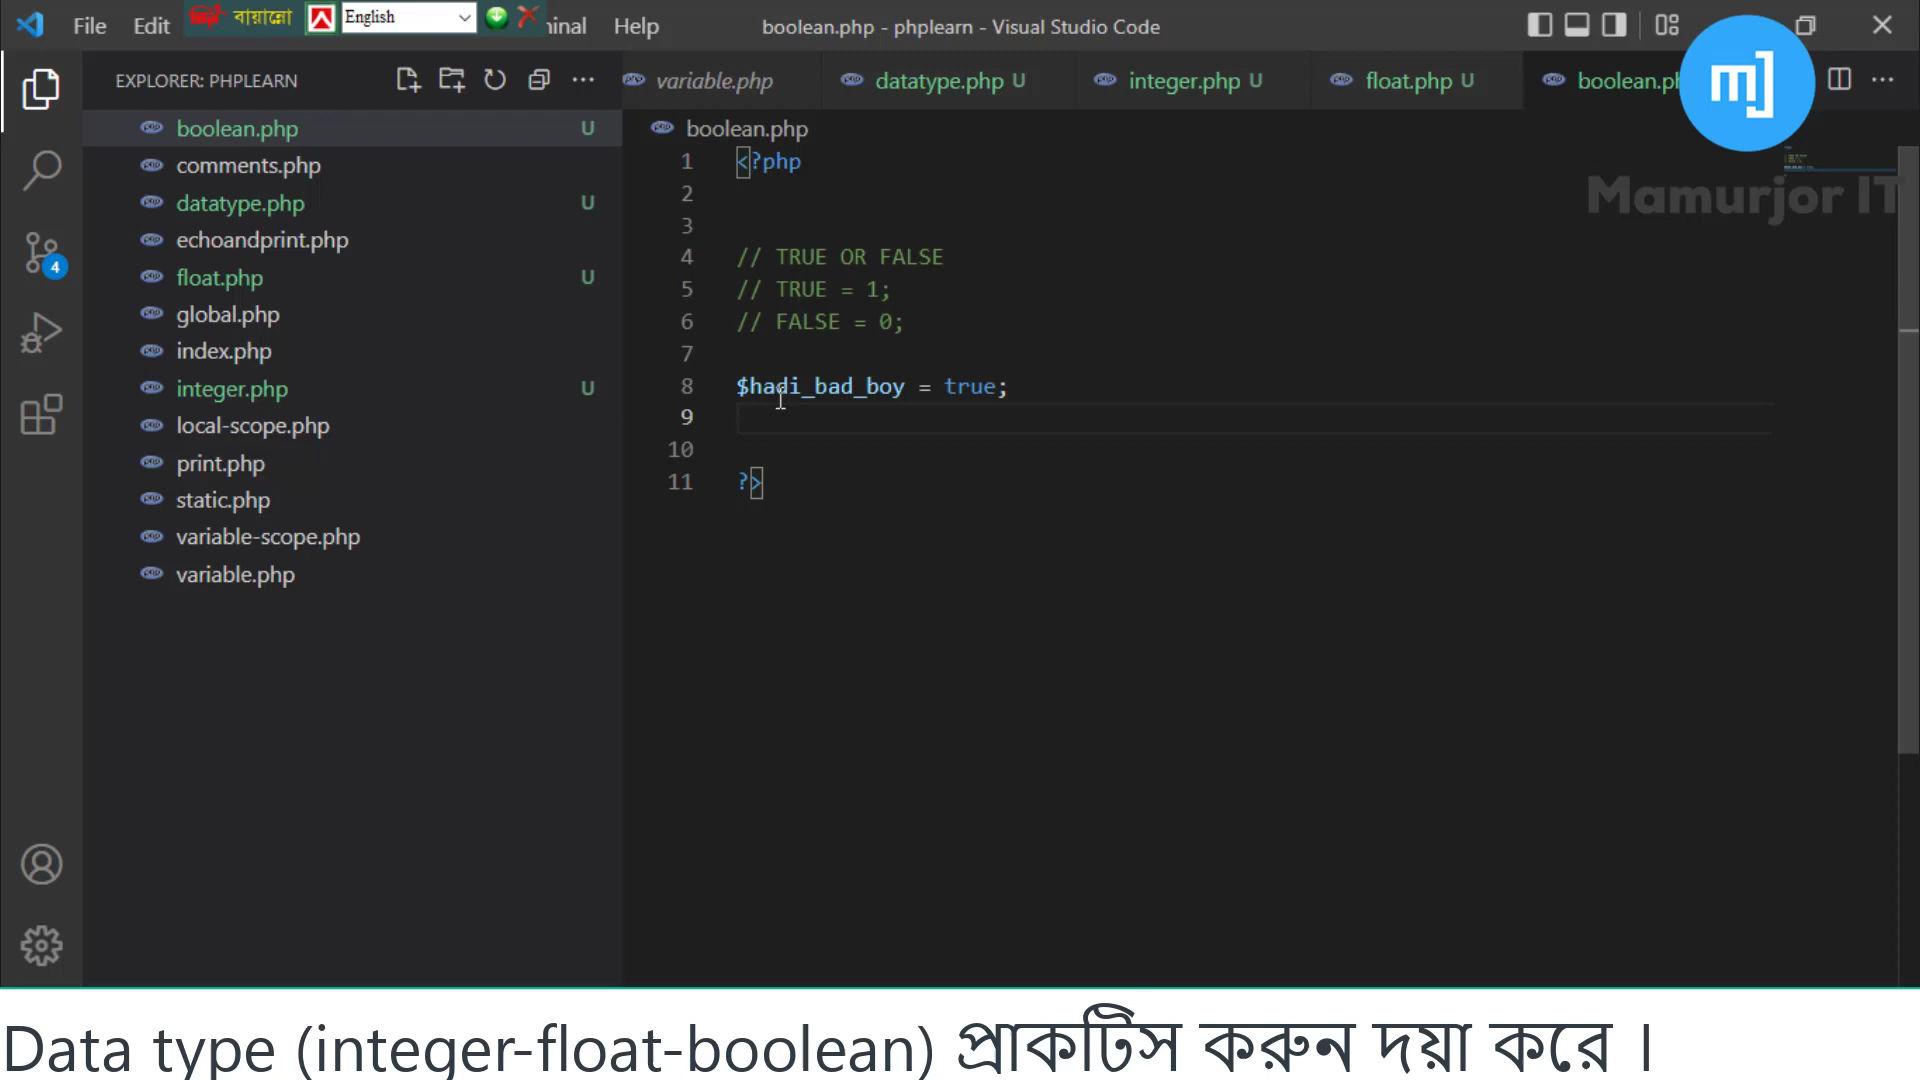 File Edit বায়ান্নো English inal Help boolean.php - phplearn - Visual Studio Code
EXPLORER: PHPLEARN
variable.php datatype.php U integer.php U float.php U boolean.ph
boolean.php U
comments.php
datatype.php U
echoandprint.php
float.php U
global.php
index.php
integer.php U
local-scope.php
print.php
static.php
variable-scope.php
variable.php
4
boolean.php
1 <?php
2
3
4 // TRUE OR FALSE
5 // TRUE = 1;
6 // FALSE = 0;
7
8 $hadi_bad_boy = true;
9
10
11 ?>
mj
Mamurjor IT
Data type (integer-float-boolean) প্রাকটিস করুন দয়া করে ।